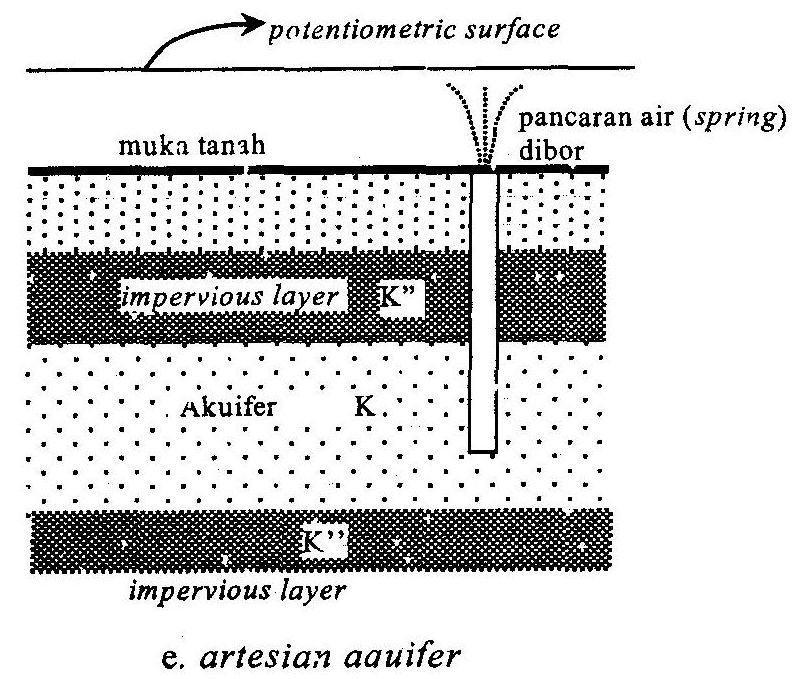 potentiometric surface
pancaran air (spring)
dibor
muka tanah
impervious layer K”
Akuifer K
K’’
impervious layer
e. artesian aquifer